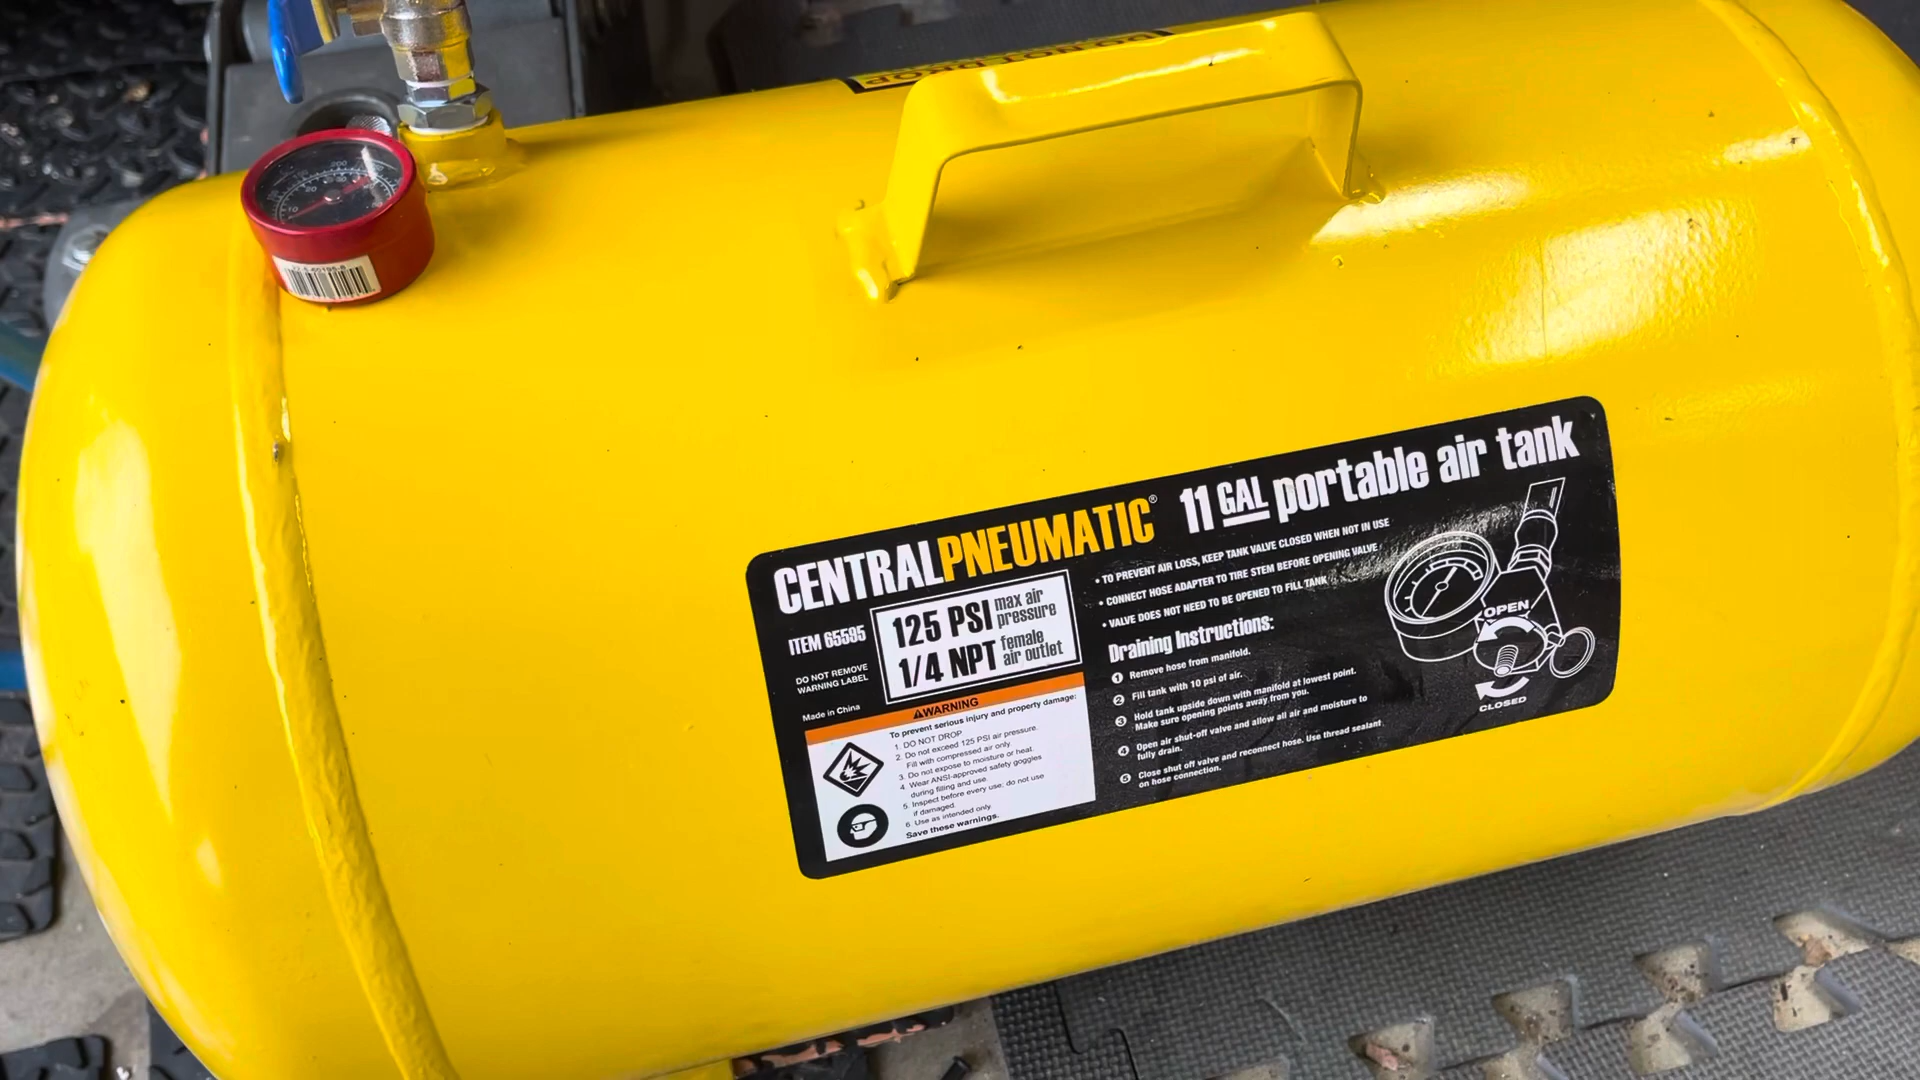 DO NOT DROP
200
CENTRALPNEUMATIC® 11 GAL portable air tank
ITEM 65595
DO NOT REMOVE
WARNING LABEL
Made in China
125 PSI max air pressure
1/4 NPT female air outlet
⚠WARNING
To prevent serious injury and property damage:
1. DO NOT DROP
2. Do not exceed 125 PSI air pressure.
Fill with compressed air only
3. Do not expose to moisture or heat.
4. Wear ANSI-approved safety goggles
during filling and use.
5. Inspect before every use; do not use
if damaged.
6. Use as intended only.
Save these warnings.
• TO PREVENT AIR LOSS, KEEP TANK VALVE CLOSED WHEN NOT IN USE
• CONNECT HOSE ADAPTER TO TIRE STEM BEFORE OPENING VALVE
• VALVE DOES NOT NEED TO BE OPENED TO FILL TANK
Draining Instructions:
1 Remove hose from manifold.
2 Fill tank with 10 psi of air.
3 Hold tank upside down with manifold at lowest point.
Make sure opening points away from you.
4 Open air shut-off valve and allow all air and moisture to
fully drain.
5 Close shut off valve and reconnect hose. Use thread sealant
on hose connection.
OPEN
CLOSED